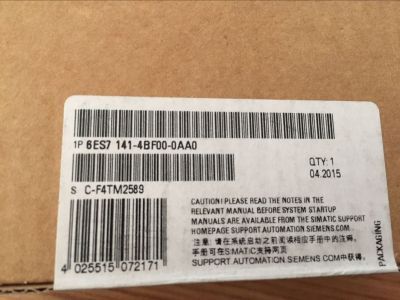 1P 6ES7 141-4BF00-0AA0
QTY: 1
04.2015
S C-F4TM2589
CAUTION! PLEASE READ THE NOTES IN THE
RELEVANT MANUAL BEFORE SYSTEM STARTUP
MANUALS ARE AVAILABLE FROM THE SIMATIC SUPPORT
HOMEPAGE SUPPORT AUTOMATION SIEMENS.COM
注意: 请在系统启动之前阅读相应手册中的注释,
手册可在SIMATIC支持网页
SUPPORT AUTOMATION SIEMENS COM中获得.
4 025515 072171
PACKAGING